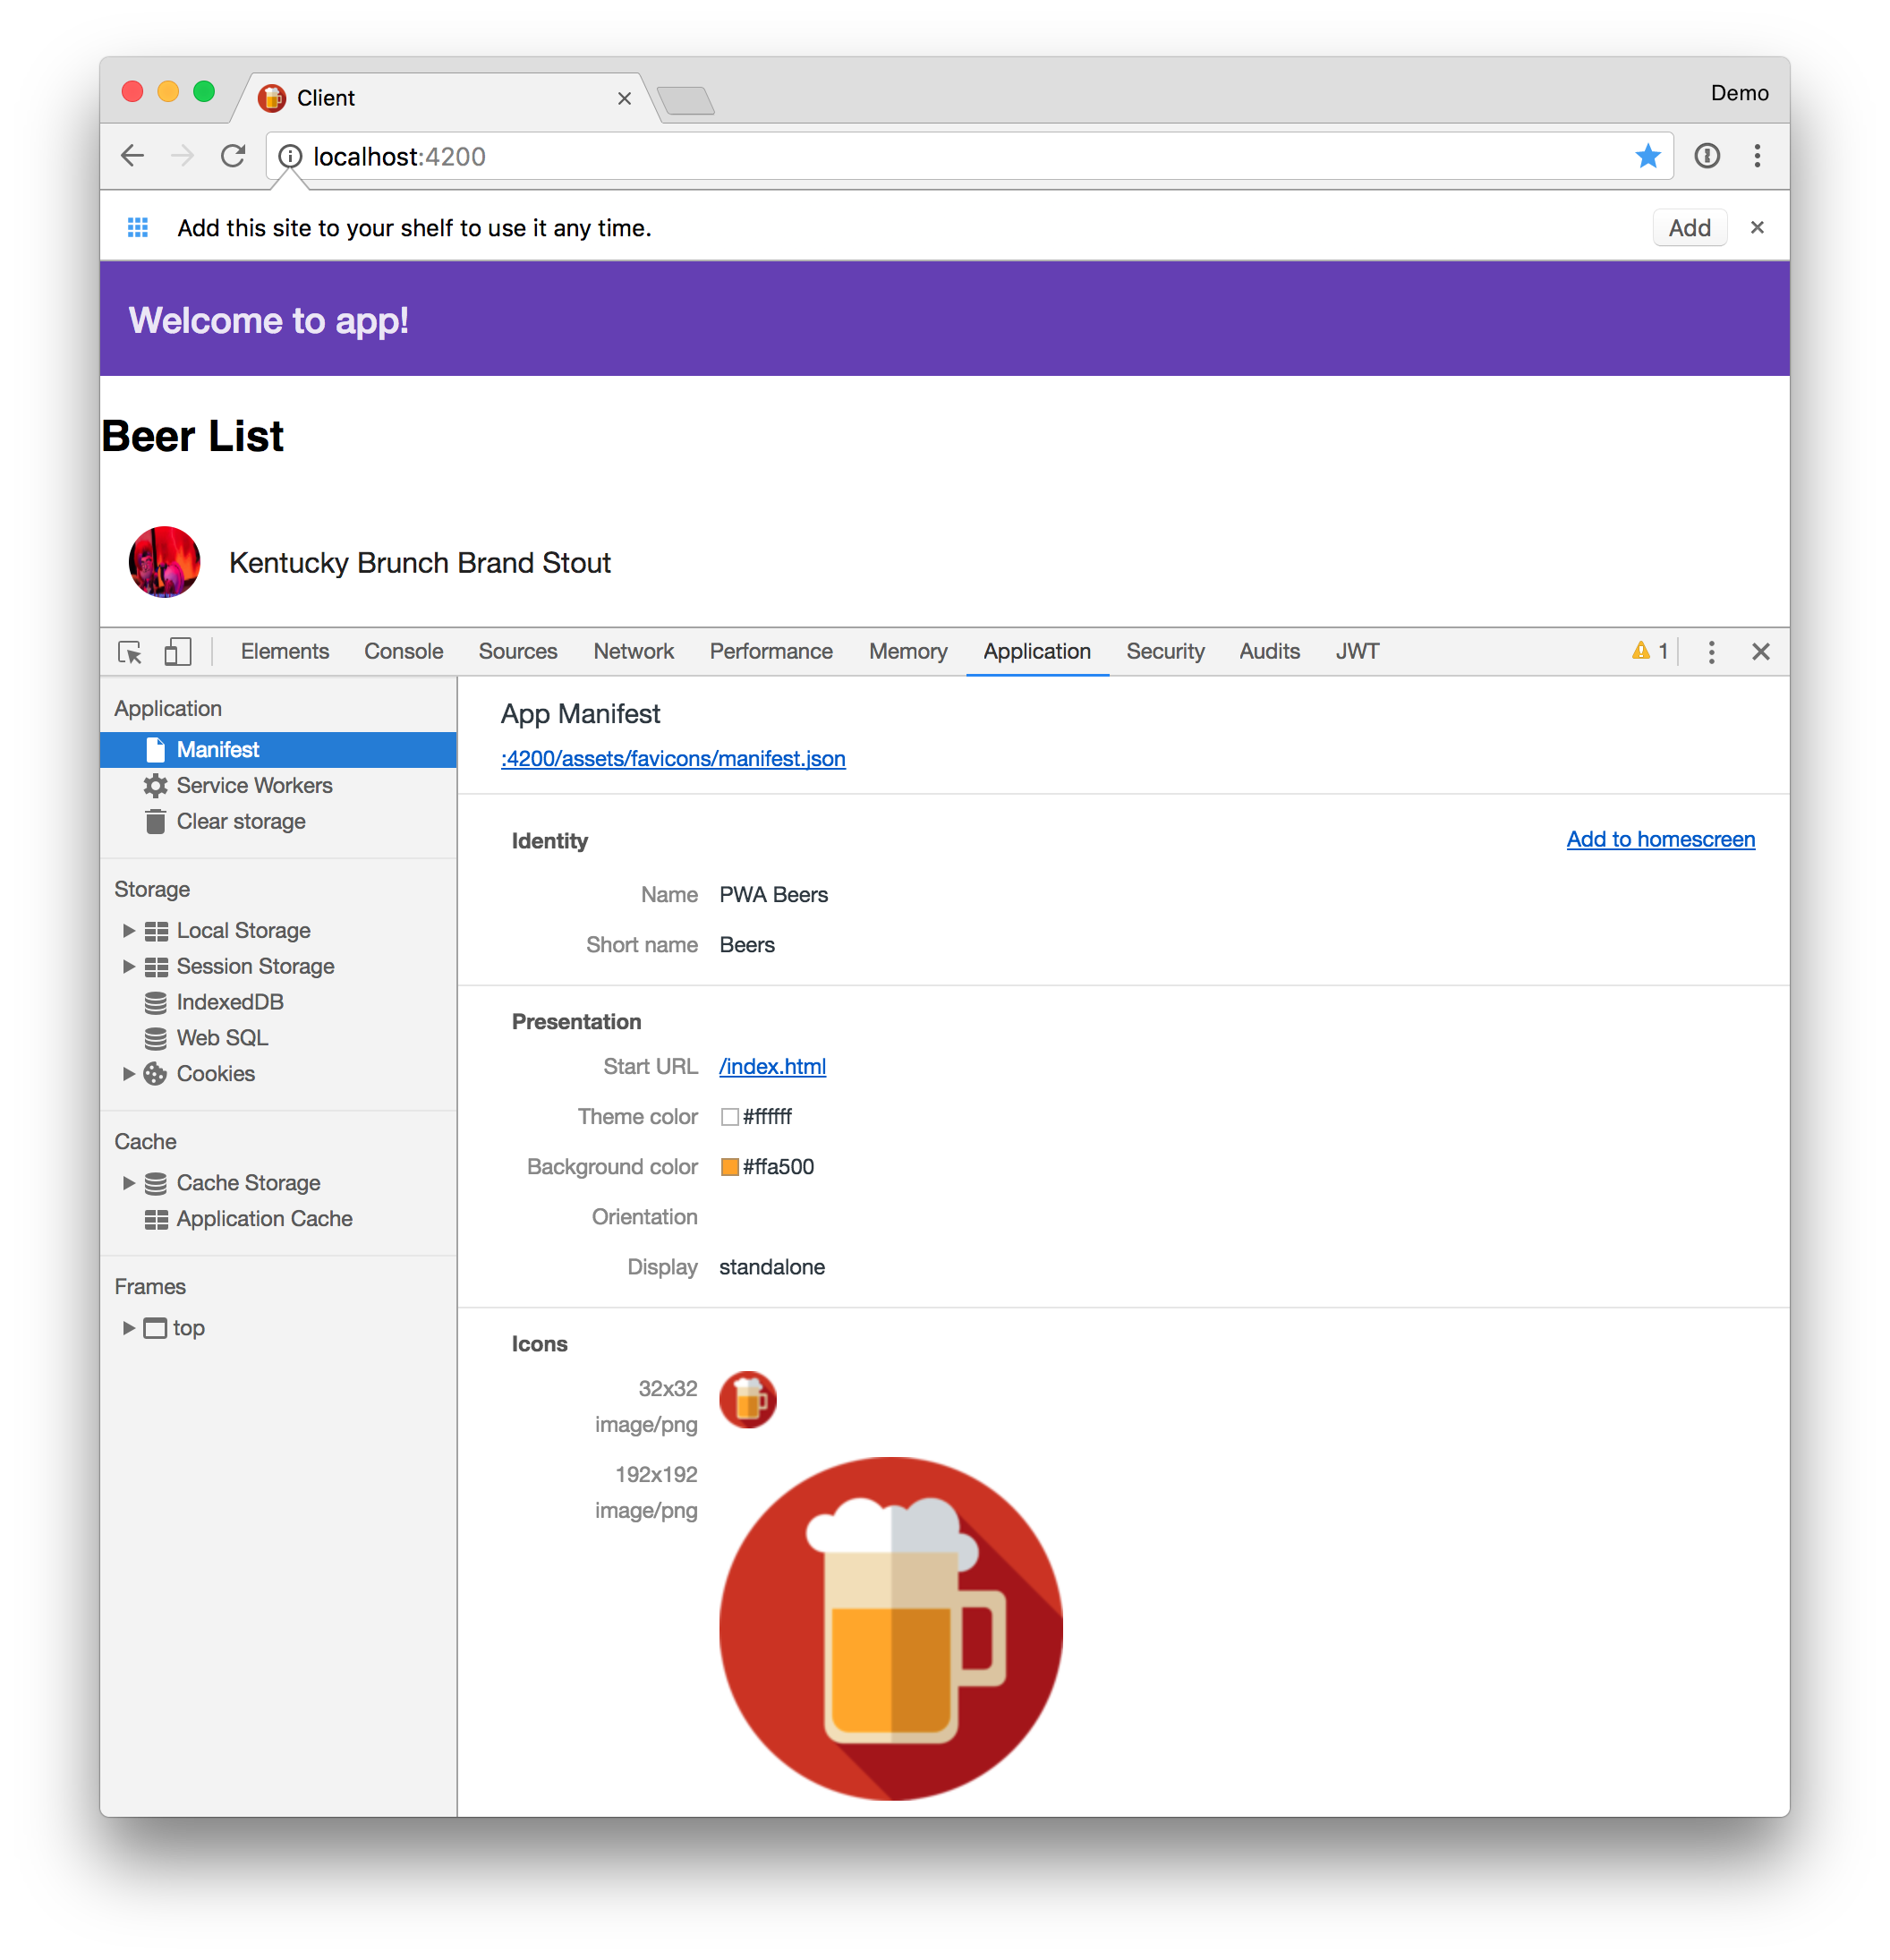 Client
Demo
localhost:4200
Add this site to your shelf to use it any time.
Add
Welcome to app!
Beer List
Kentucky Brunch Brand Stout
Elements Console Sources Network Performance Memory Application Security Audits JWT 1
Application
Manifest
Service Workers
Clear storage
Storage
Local Storage
Session Storage
IndexedDB
Web SQL
Cookies
Cache
Cache Storage
Application Cache
Frames
top
App Manifest
:4200/assets/favicons/manifest.json
Identity
Add to homescreen
Name PWA Beers
Short name Beers
Presentation
Start URL /index.html
Theme color #ffffff
Background color #ffa500
Orientation
Display standalone
Icons
32x32
image/png
192x192
image/png